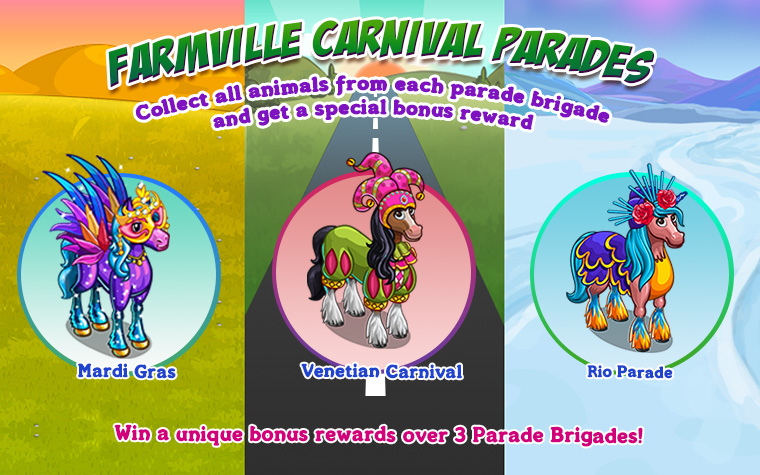 FARMVILLE CARNIVAL PARADES
Collect all animals from each parade brigade
and get a special bonus reward
Mardi Gras
Venetian Carnival
Rio Parade
Win a unique bonus rewards over 3 Parade Brigades!